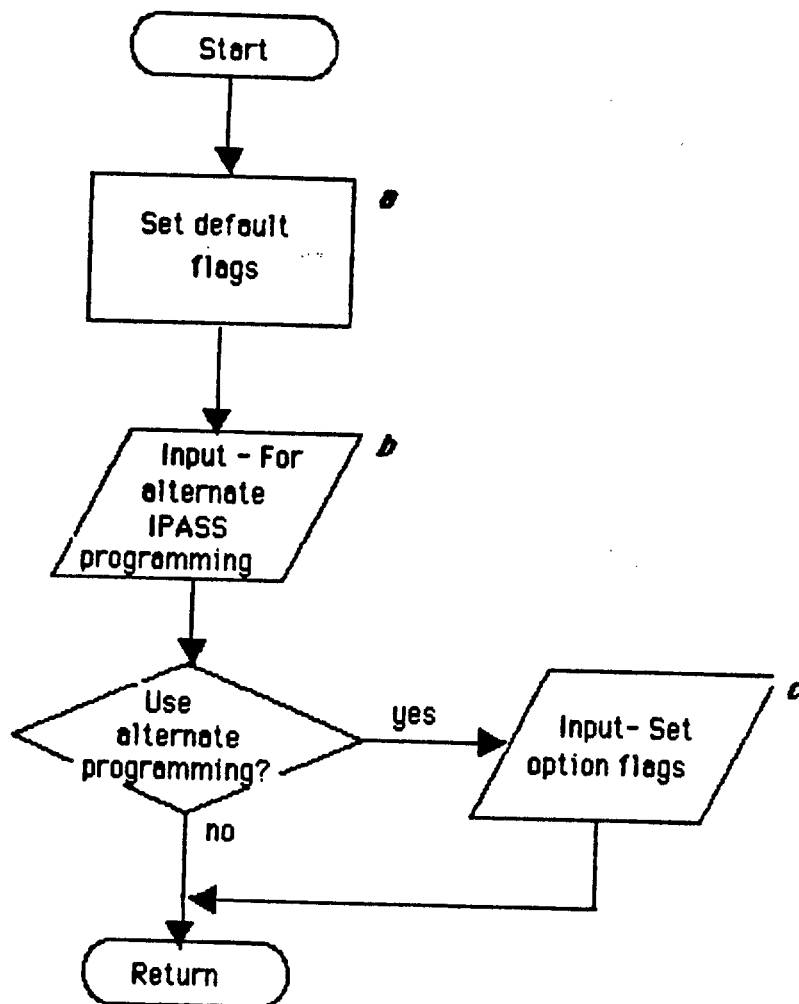 Start
a
Set default
flags
b
Input - For
alternate
IPASS
programming
Use
alternate
programming?
yes
c
Input- Set
option flags
no
Return